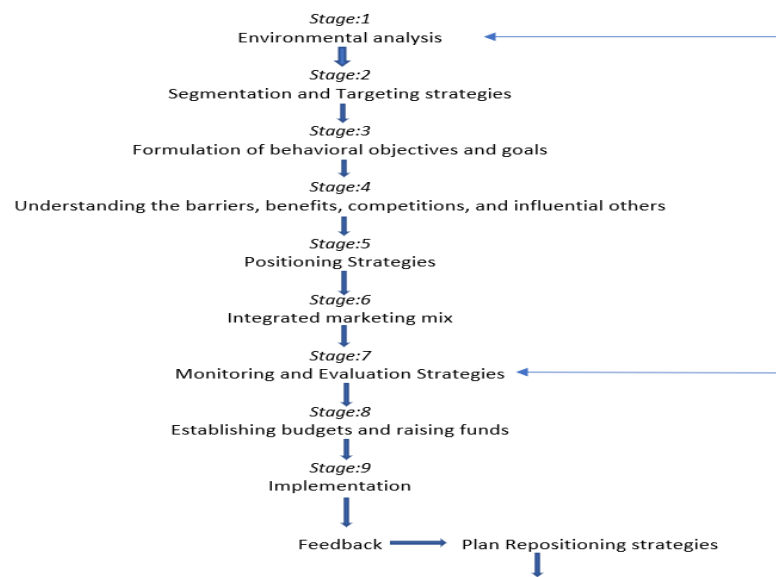 Stage:1
Environmental analysis
Stage:2
Segmentation and Targeting strategies
Stage:3
Formulation of behavioral objectives and goals
Stage:4
Understanding the barriers, benefits, competitions, and influential others
Stage:5
Positioning Strategies
Stage:6
Integrated marketing mix
Stage:7
Monitoring and Evaluation Strategies
Stage:8
Establishing budgets and raising funds
Stage:9
Implementation
Feedback Plan Repositioning strategies